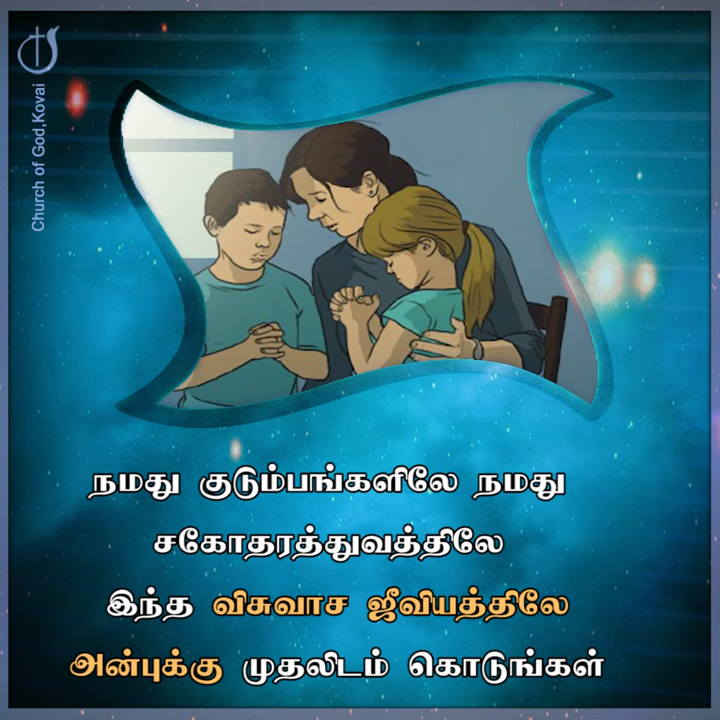 Church of God,Kovai
நமது குடும்பங்களிலே நமது
சகோதரத்துவத்திலே
இந்த விசுவாச ஜீவியத்திலே
அன்புக்கு முதலிடம் கொடுங்கள்